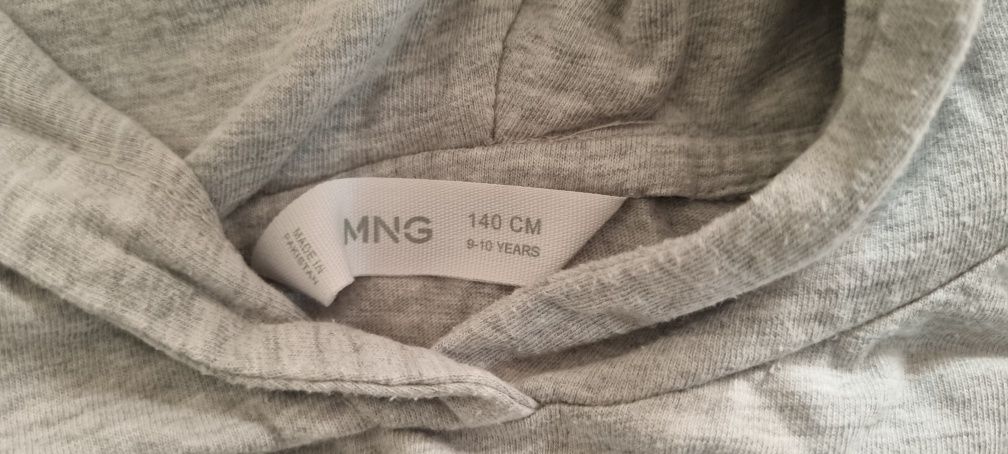 MADE IN
PAKISTAN
MNG
140 CM
9-10 YEARS